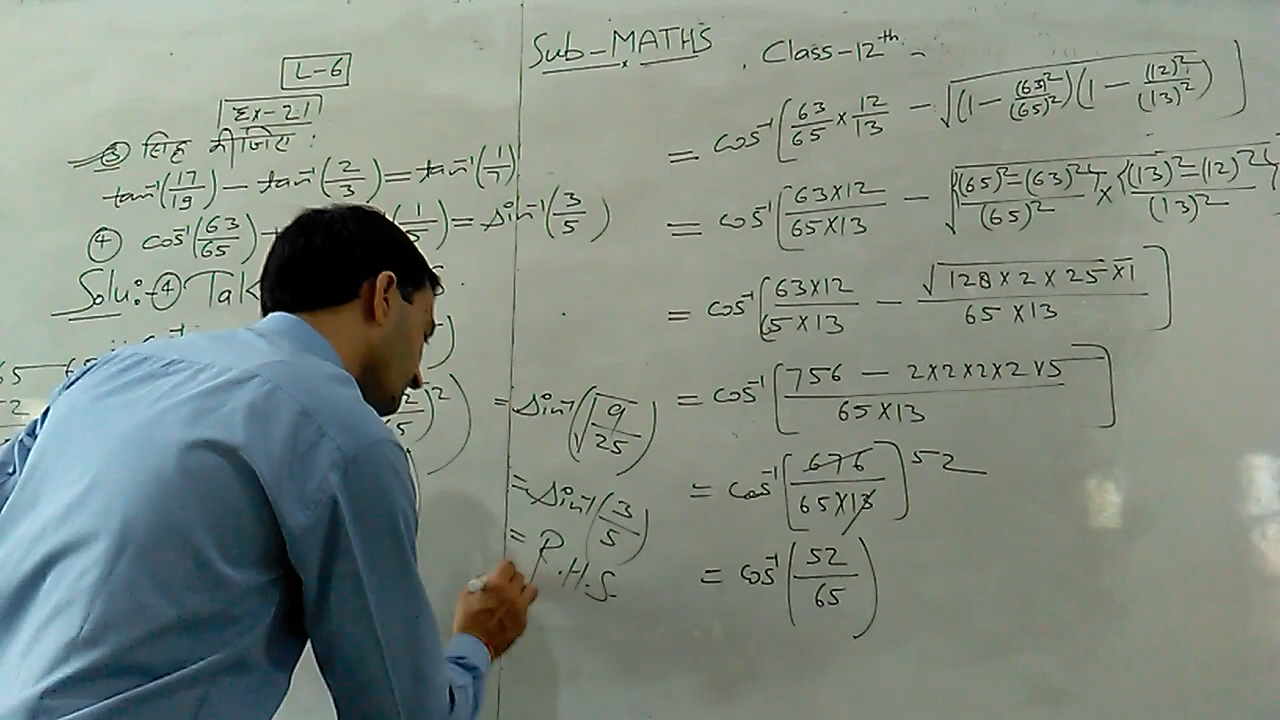 Sub-MATHS, Class-12th
L-6
Ex-2.1
③ सिद्ध कीजिए:
tan⁻¹(17/19) - tan⁻¹(2/3) = tan⁻¹(1/7)
④ cos⁻¹(63/65) (1/5) = sin⁻¹(3/5)
Solu:-④
= sin⁻¹(√(9/25))
= sin⁻¹(3/5)
= R.H.S.
= cos⁻¹[63/65 × 12/13 - √((1 - (63)²/(65)²)(1 - (12)²/(13)²))]
= cos⁻¹[63×12/65×13 - √({(65)²-(63)²}/(65)² × {(13)²-(12)²}/(13)²)]
= cos⁻¹[63×12/65×13 - √(128×2×25×1)/65×13]
= cos⁻¹[756 - 2×2×2×2×5/65×13]
= cos⁻¹[676/65×13] 52
= cos⁻¹(52/65)